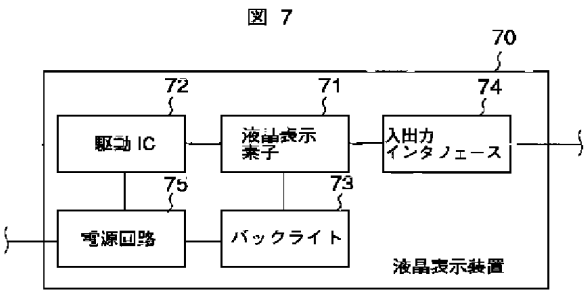 図 7
70
72
71
74
駆動 IC
液晶表示
素子
入出力
インタフェース
75
73
電源回路
バックライト
液晶表示装置